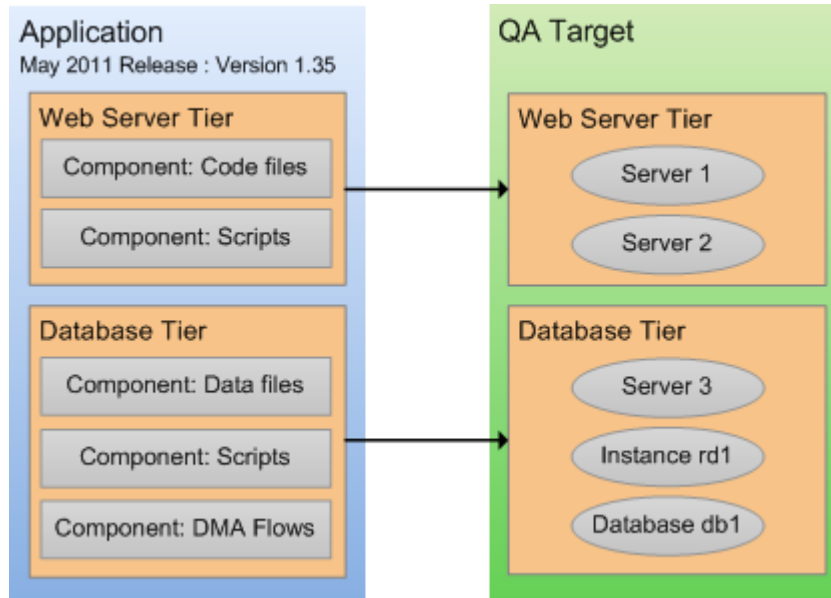 Application
May 2011 Release : Version 1.35
Web Server Tier
Component: Code files
Component: Scripts
Database Tier
Component: Data files
Component: Scripts
Component: DMA Flows
QA Target
Web Server Tier
Server 1
Server 2
Database Tier
Server 3
Instance rd1
Database db1